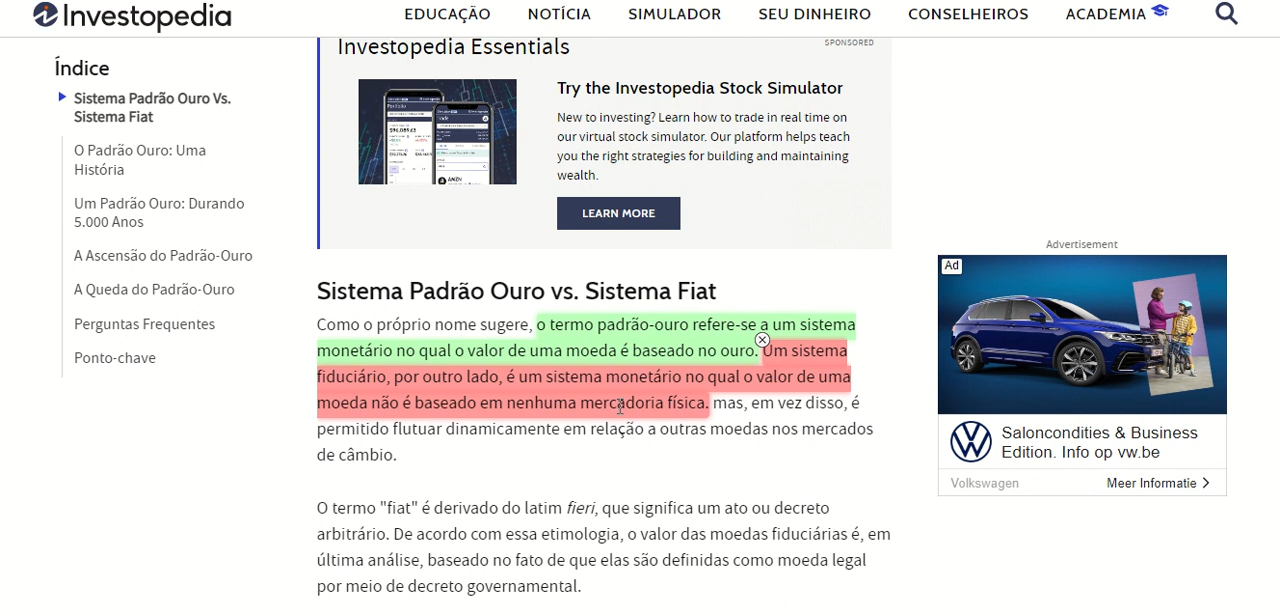 Investopedia
EDUCAÇÃO NOTÍCIA SIMULADOR SEU DINHEIRO CONSELHEIROS ACADEMIA
Índice
Sistema Padrão Ouro Vs.
Sistema Fiat
O Padrão Ouro: Uma
História
Um Padrão Ouro: Durando
5.000 Anos
A Ascensão do Padrão-Ouro
A Queda do Padrão-Ouro
Perguntas Frequentes
Ponto-chave
Investopedia Essentials
SPONSORED
Try the Investopedia Stock Simulator
New to investing? Learn how to trade in real time on
our virtual stock simulator. Our platform helps teach
you the right strategies for building and maintaining
wealth.
LEARN MORE
Sistema Padrão Ouro vs. Sistema Fiat
Como o próprio nome sugere, o termo padrão-ouro refere-se a um sistema
monetário no qual o valor de uma moeda é baseado no ouro. Um sistema
fiduciário, por outro lado, é um sistema monetário no qual o valor de uma
moeda não é baseado em nenhuma mercadoria física. mas, em vez disso, é
permitido flutuar dinamicamente em relação a outras moedas nos mercados
de câmbio.
O termo "fiat" é derivado do latim fieri, que significa um ato ou decreto
arbitrário. De acordo com essa etimologia, o valor das moedas fiduciárias é, em
última análise, baseado no fato de que elas são definidas como moeda legal
por meio de decreto governamental.
Advertisement
Ad
Saloncondities & Business
Edition. Info op vw.be
Volkswagen
Meer Informatie